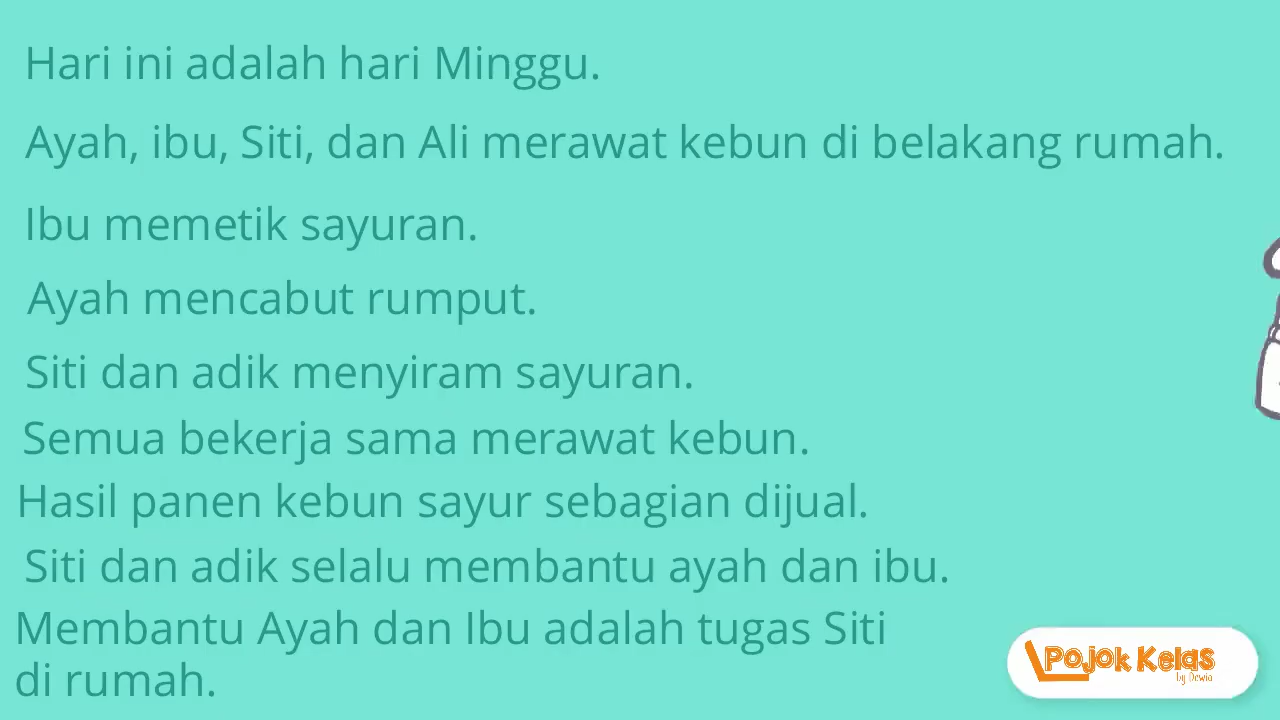 Hari ini adalah hari Minggu.
Ayah, ibu, Siti, dan Ali merawat kebun di belakang rumah.
Ibu memetik sayuran.
Ayah mencabut rumput.
Siti dan adik menyiram sayuran.
Semua bekerja sama merawat kebun.
Hasil panen kebun sayur sebagian dijual.
Siti dan adik selalu membantu ayah dan ibu.
Membantu Ayah dan Ibu adalah tugas Siti
di rumah.
Pojok Kelas
by Dewia